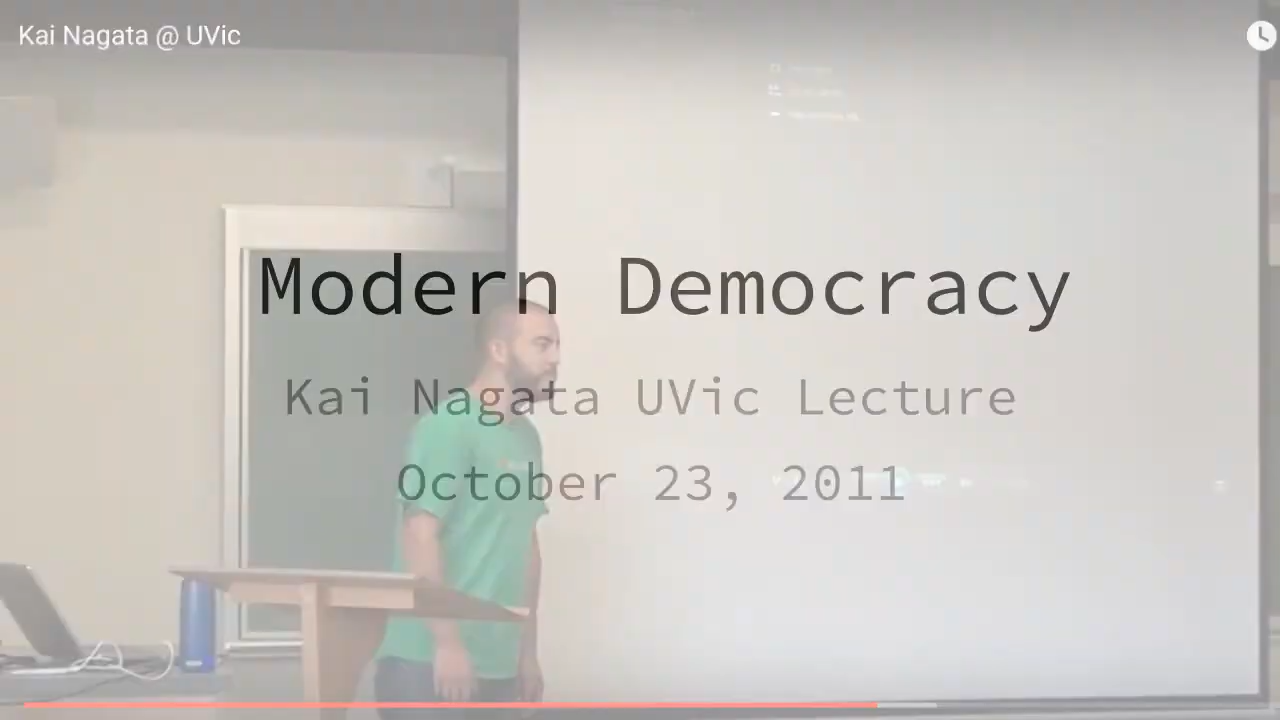 Kai Nagata @ UVic
Modern Democracy
Kai Nagata UVic Lecture
October 23, 2011